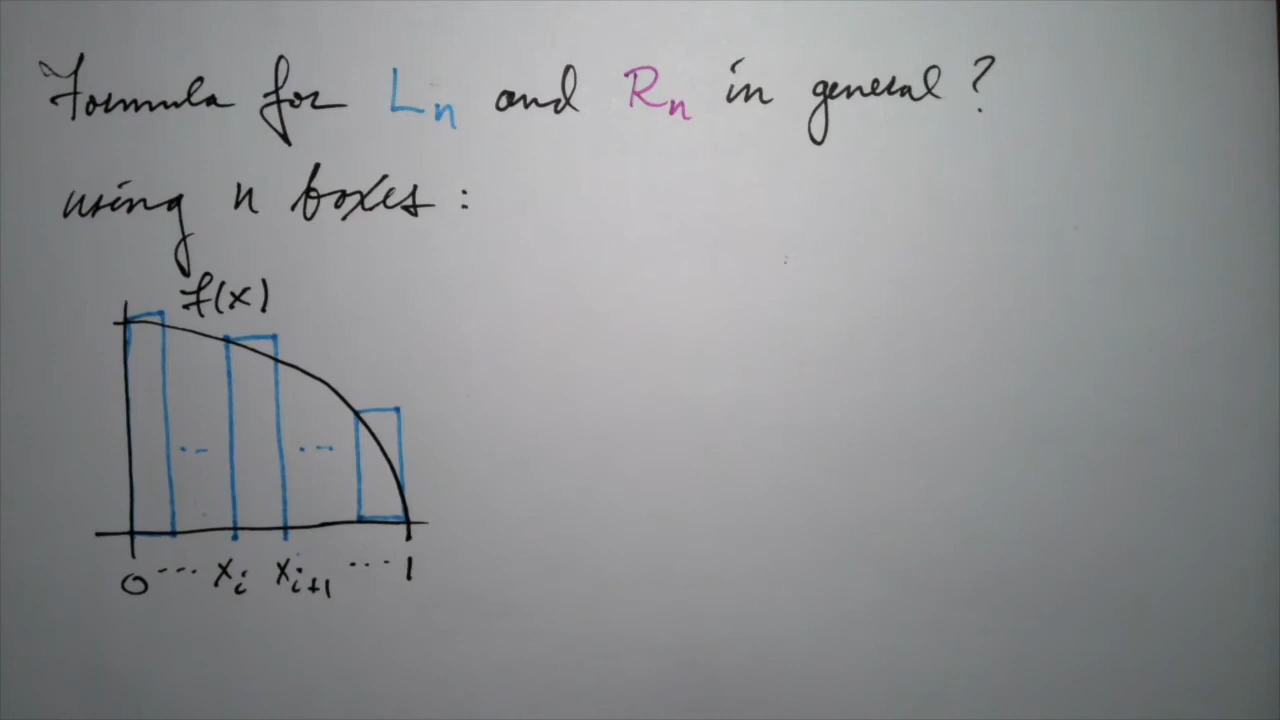 Formula for Lₙ and Rₙ in general ?
using n boxes :
f(x)
... ...
0 ... xᵢ xᵢ₊₁ ... 1